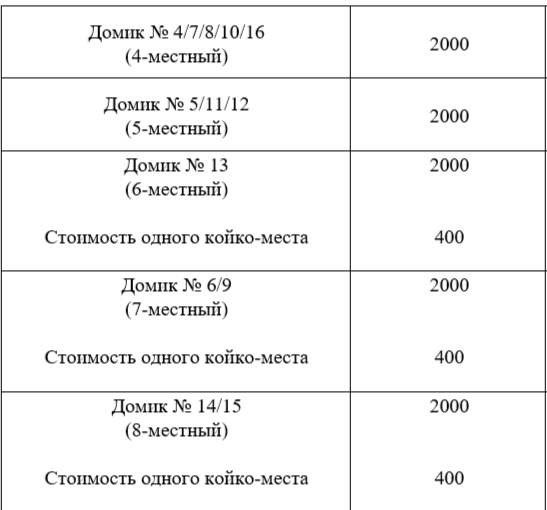 Домик № 4/7/8/10/16
(4-местный)
2000
Домик № 5/11/12
(5-местный)
2000
Домик № 13
(6-местный)
2000
Стоимость одного койко-места
400
Домик № 6/9
(7-местный)
2000
Стоимость одного койко-места
400
Домик № 14/15
(8-местный)
2000
Стоимость одного койко-места
400